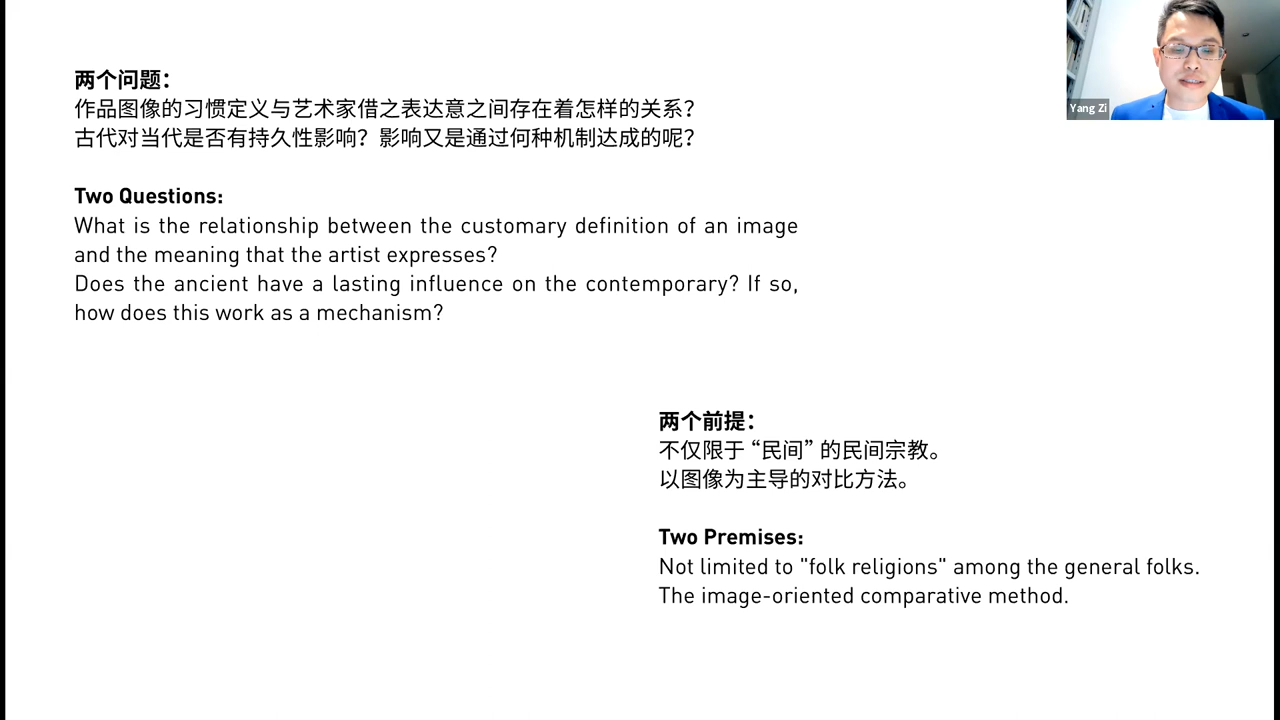 两个问题：
作品图像的习惯定义与艺术家借之表达意之间存在着怎样的关系？
古代对当代是否有持久性影响？影响又是通过何种机制达成的呢？
Two Questions:
What is the relationship between the customary definition of an image
and the meaning that the artist expresses?
Does the ancient have a lasting influence on the contemporary? If so,
how does this work as a mechanism?
两个前提：
不仅限于 “民间” 的民间宗教。
以图像为主导的对比方法。
Two Premises:
Not limited to "folk religions" among the general folks.
The image-oriented comparative method.
Yang Zi